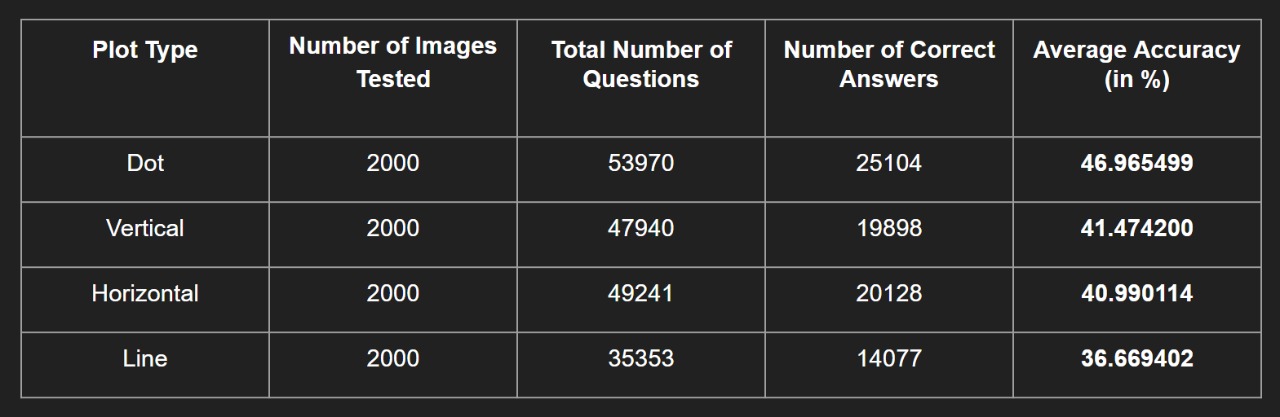 Plot Type
Number of Images
Tested
Total Number of
Questions
Number of Correct
Answers
Average Accuracy
(in %)
Dot 2000 53970 25104 46.965499
Vertical 2000 47940 19898 41.474200
Horizontal 2000 49241 20128 40.990114
Line 2000 35353 14077 36.669402